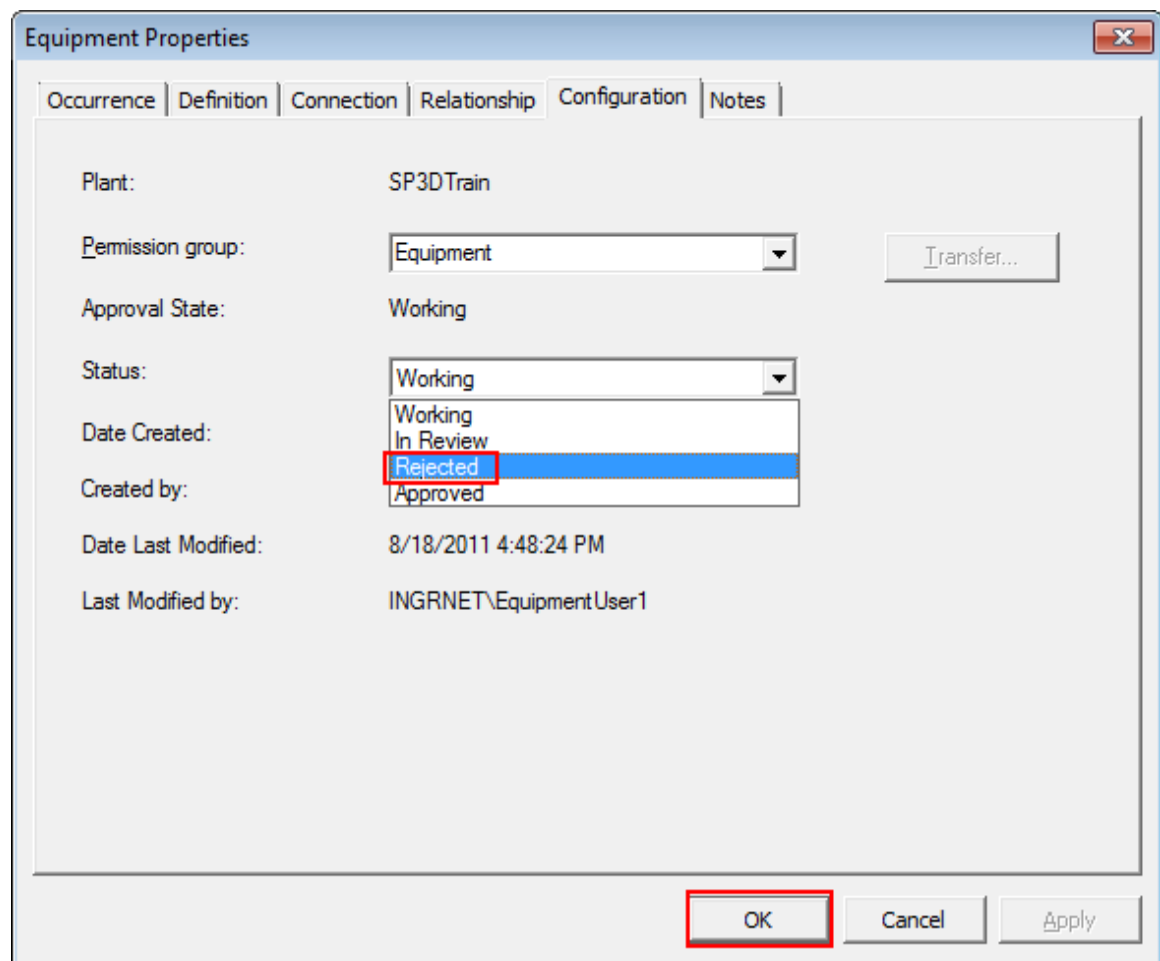 Equipment Properties
Occurrence Definition Connection Relationship Configuration Notes
Plant: SP3DTrain
Permission group: Equipment Transfer...
Approval State: Working
Status: Working
Working
Date Created: In Review
Rejected
Created by: Approved
Date Last Modified: 8/18/2011 4:48:24 PM
Last Modified by: INGRNET\EquipmentUser1
OK Cancel Apply